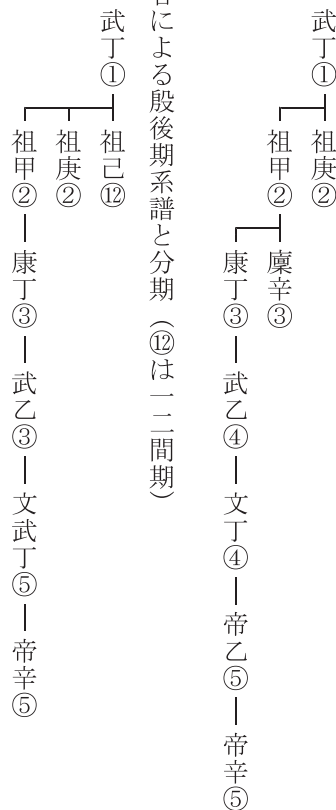 武丁① 祖庚②
祖甲② 廩辛③
康丁③ 武乙④ 文丁④ 帝乙⑤ 帝辛⑤
による殷後期系譜と分期(⑫は一二間期)
武丁① 祖己⑫
祖庚②
祖甲② 康丁③ 武乙③ 文武丁⑤ 帝辛⑤